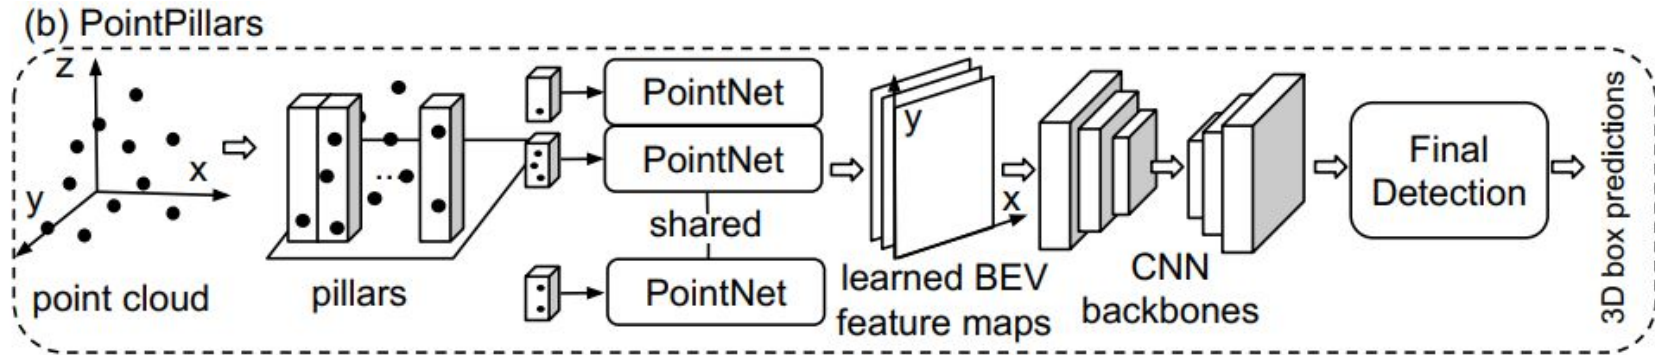 (b) PointPillars
z
x
y
point cloud
pillars
...
PointNet
PointNet
shared
PointNet
y
x
learned BEV
feature maps
CNN
backbones
Final
Detection
3D box predictions